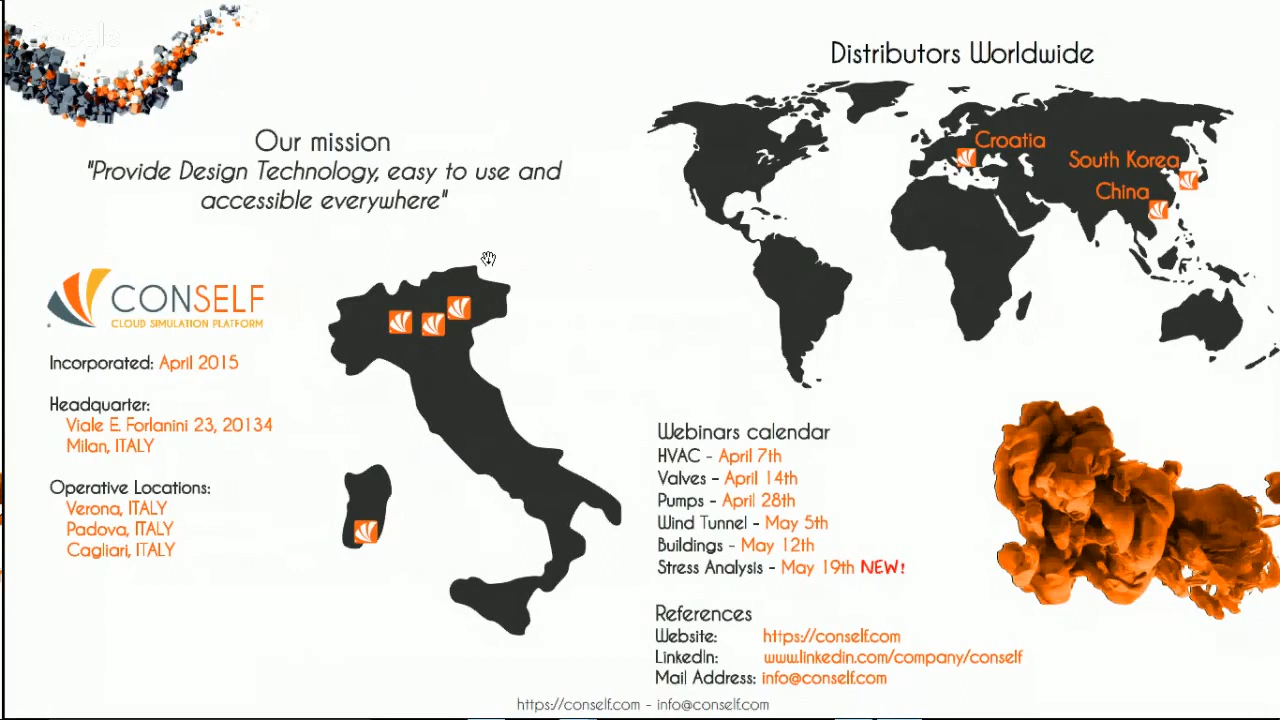 Google
Distributors Worldwide
Our mission
"Provide Design Technology, easy to use and
accessible everywhere"
Croatia
South Korea
China
CONSELF
CLOUD SIMULATION PLATFORM
Incorporated: April 2015
Headquarter:
Viale E. Forlanini 23, 20134
Milan, ITALY
Operative Locations:
Verona, ITALY
Padova, ITALY
Cagliari, ITALY
Webinars calendar
HVAC - April 7th
Valves - April 14th
Pumps - April 28th
Wind Tunnel - May 5th
Buildings - May 12th
Stress Analysis - May 19th NEW!
References
Website: https://conself.com
LinkedIn: www.linkedin.com/company/conself
Mail Address: info@conself.com
https://conself.com - info@conself.com